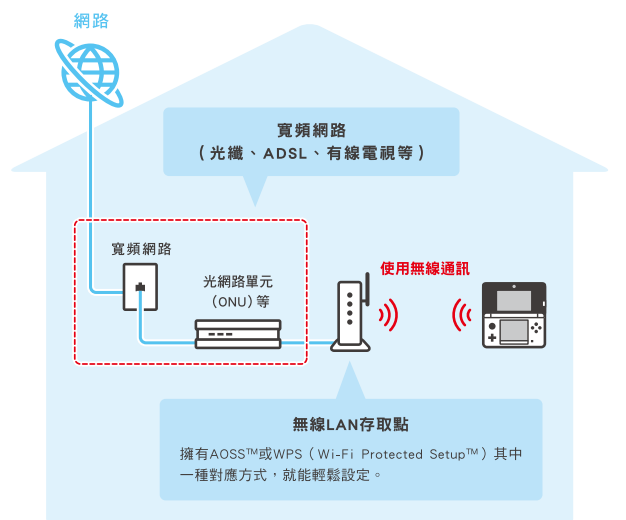 網路
寬頻網路
（光纖、ADSL、有線電視等）
寬頻網路
光網路單元
（ONU）等
使用無線通訊
無線LAN存取點
擁有AOSS™或WPS（Wi-Fi Protected Setup™）其中
一種對應方式，就能輕鬆設定。